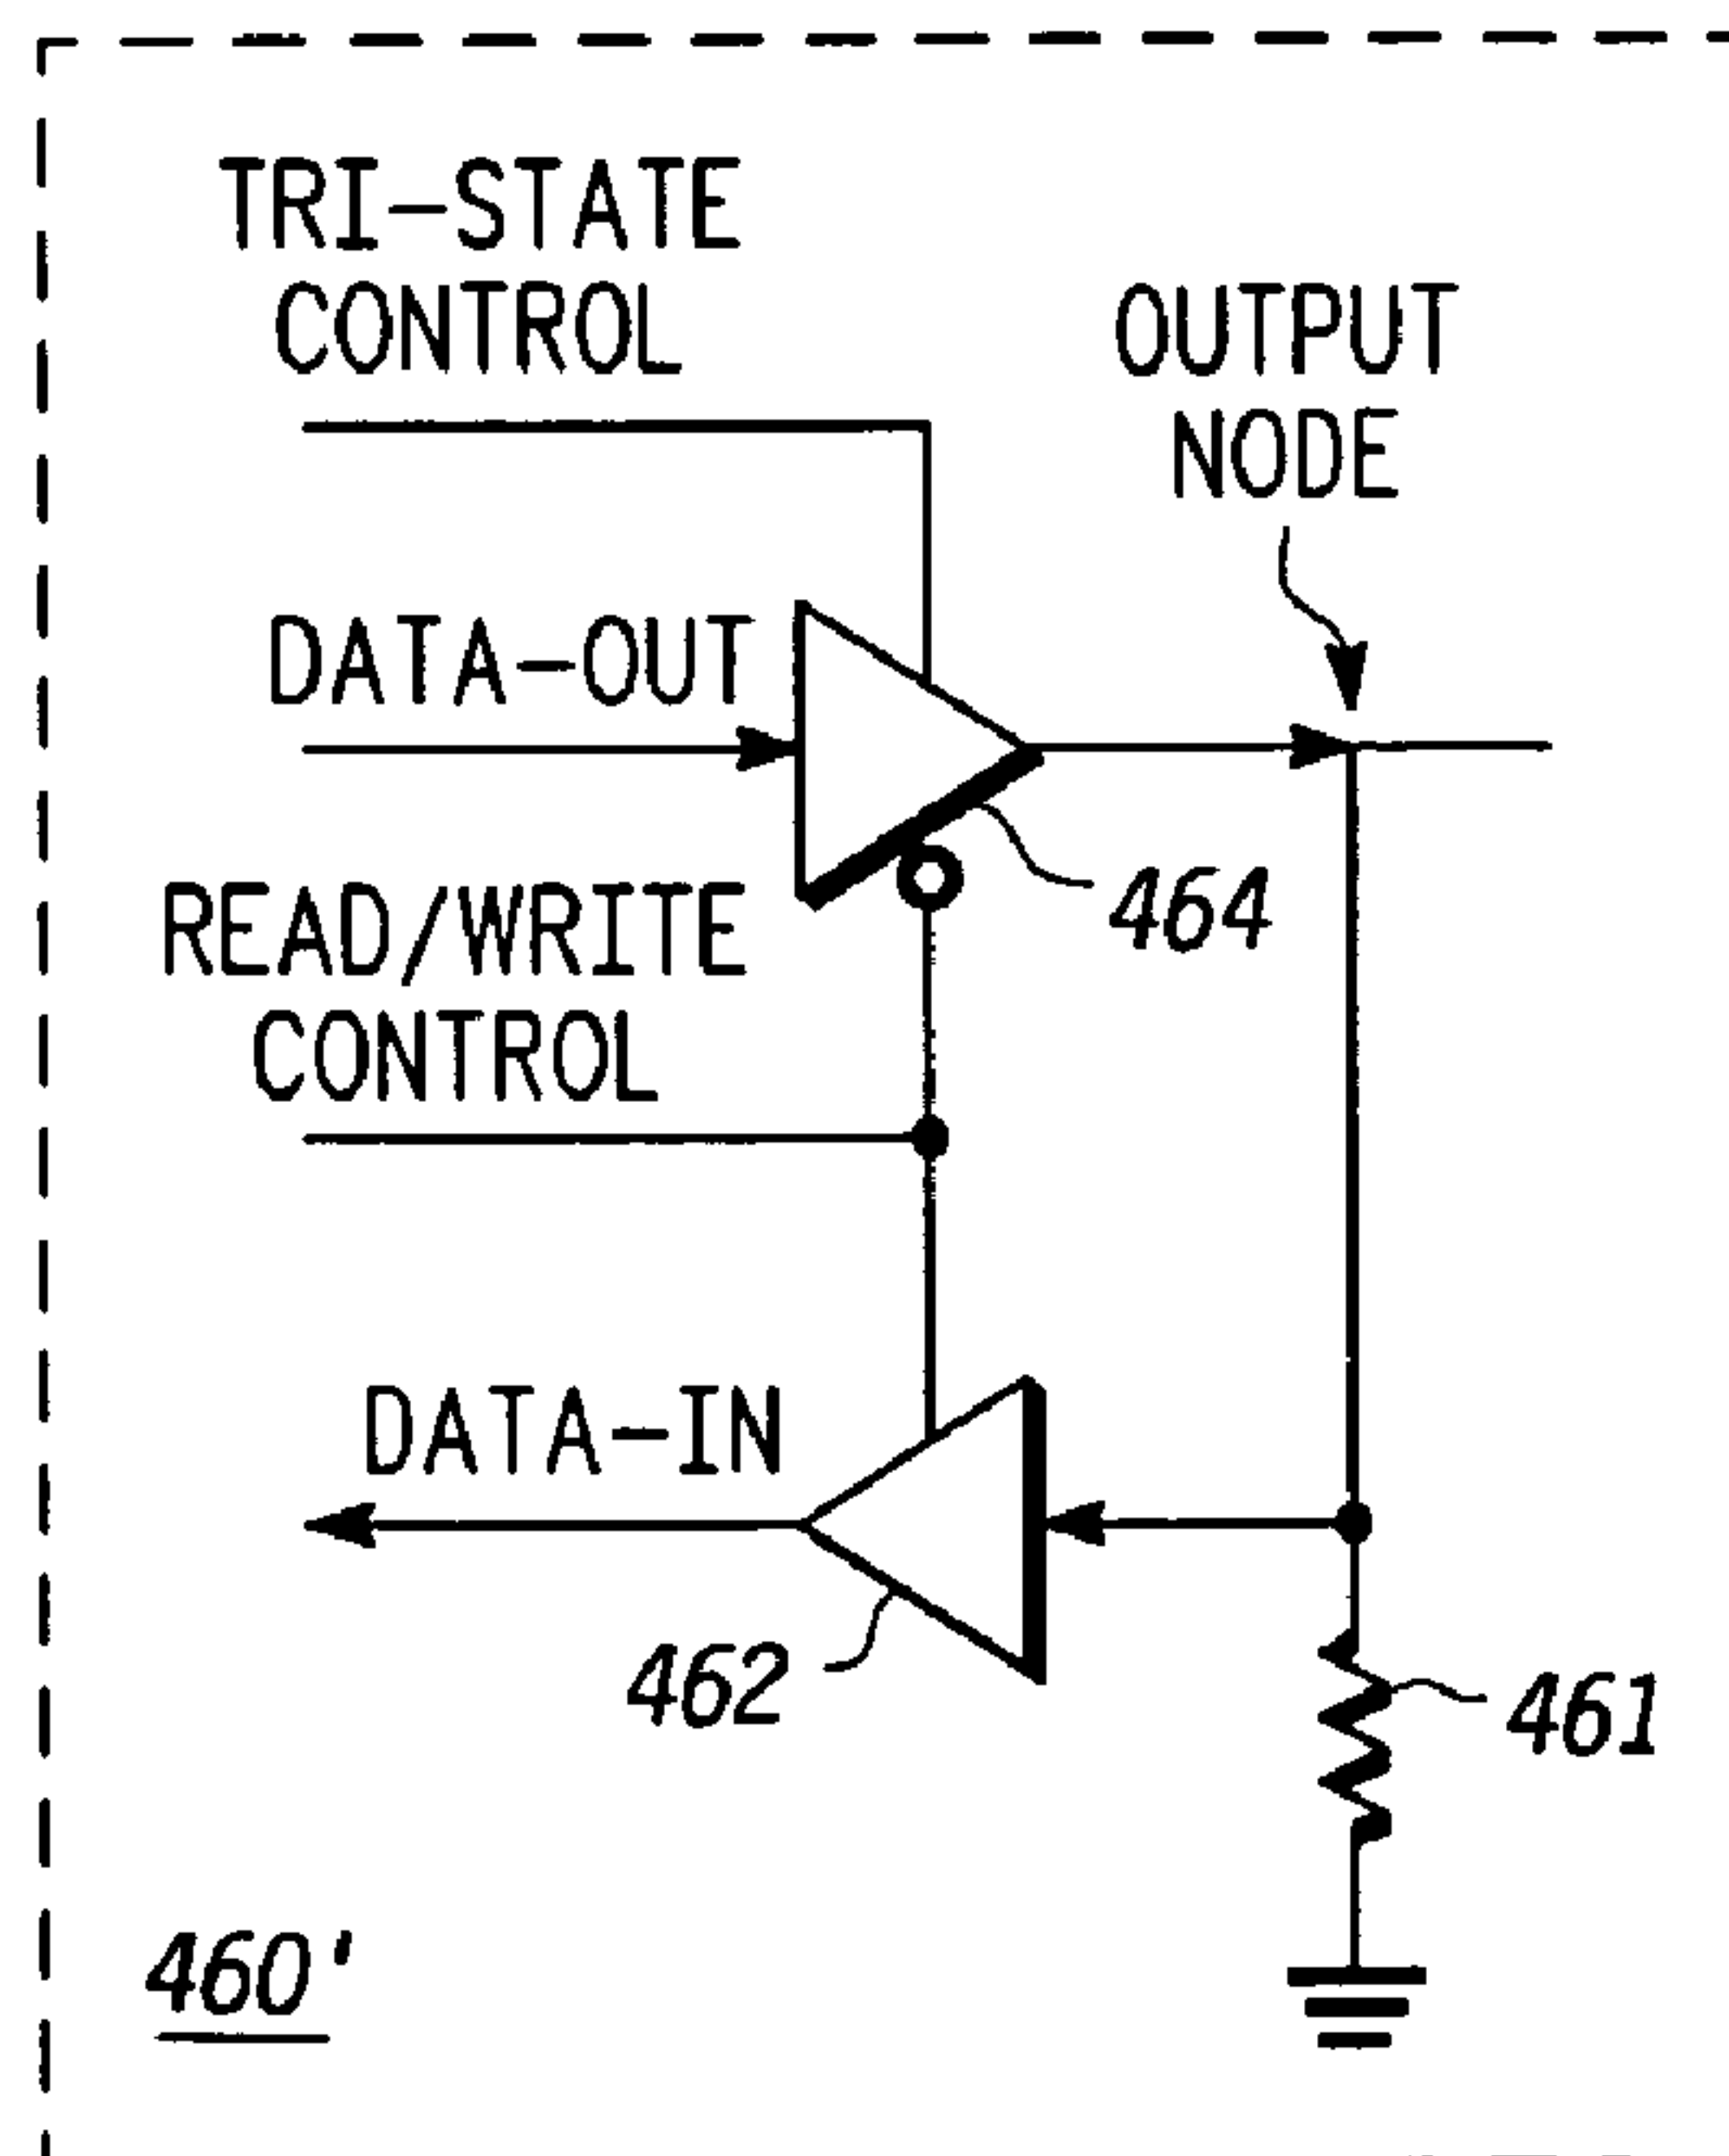 TRI-STATE
CONTROL
OUTPUT
NODE
DATA-OUT
464
READ/WRITE
CONTROL
DATA-IN
462
461
460'